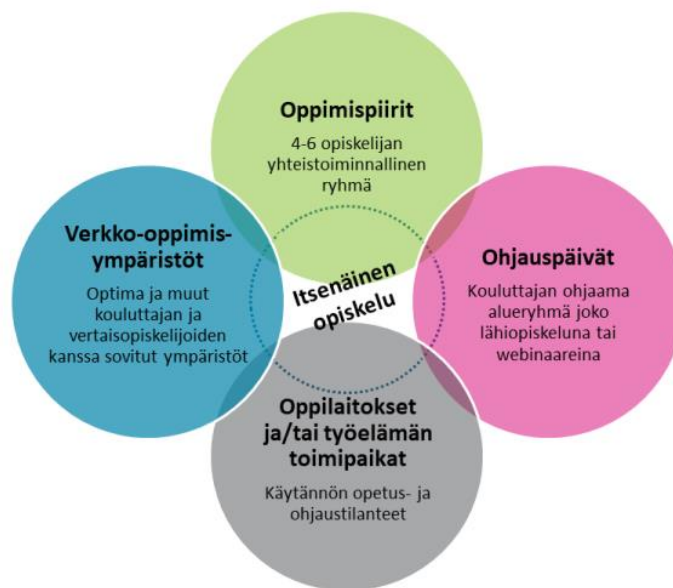 Oppimispiirit
4-6 opiskelijan
yhteistoiminnallinen
ryhmä
Verkko-oppimis-
ympäristöt
Optima ja muut
kouluttajan ja
vertaisopiskelijoiden
kanssa sovitut ympäristöt
Itsenäinen
opiskelu
Ohjauspäivät
Kouluttajan ohjaama
alueryhmä joko
lähiopiskeluna tai
webinaareina
Oppilaitokset
ja/tai työelämän
toimipaikat
Käytännön opetus- ja
ohjaustilanteet